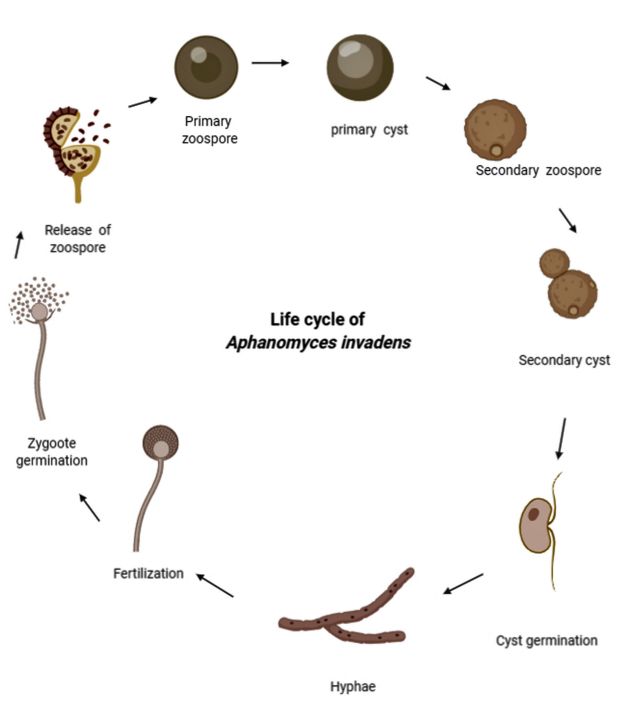 Primary
zoospore
primary cyst
Secondary zoospore
Release of
zoospore
Life cycle of
Aphanomyces invadens
Secondary cyst
Zygoote
germination
Fertilization
Cyst germination
Hyphae